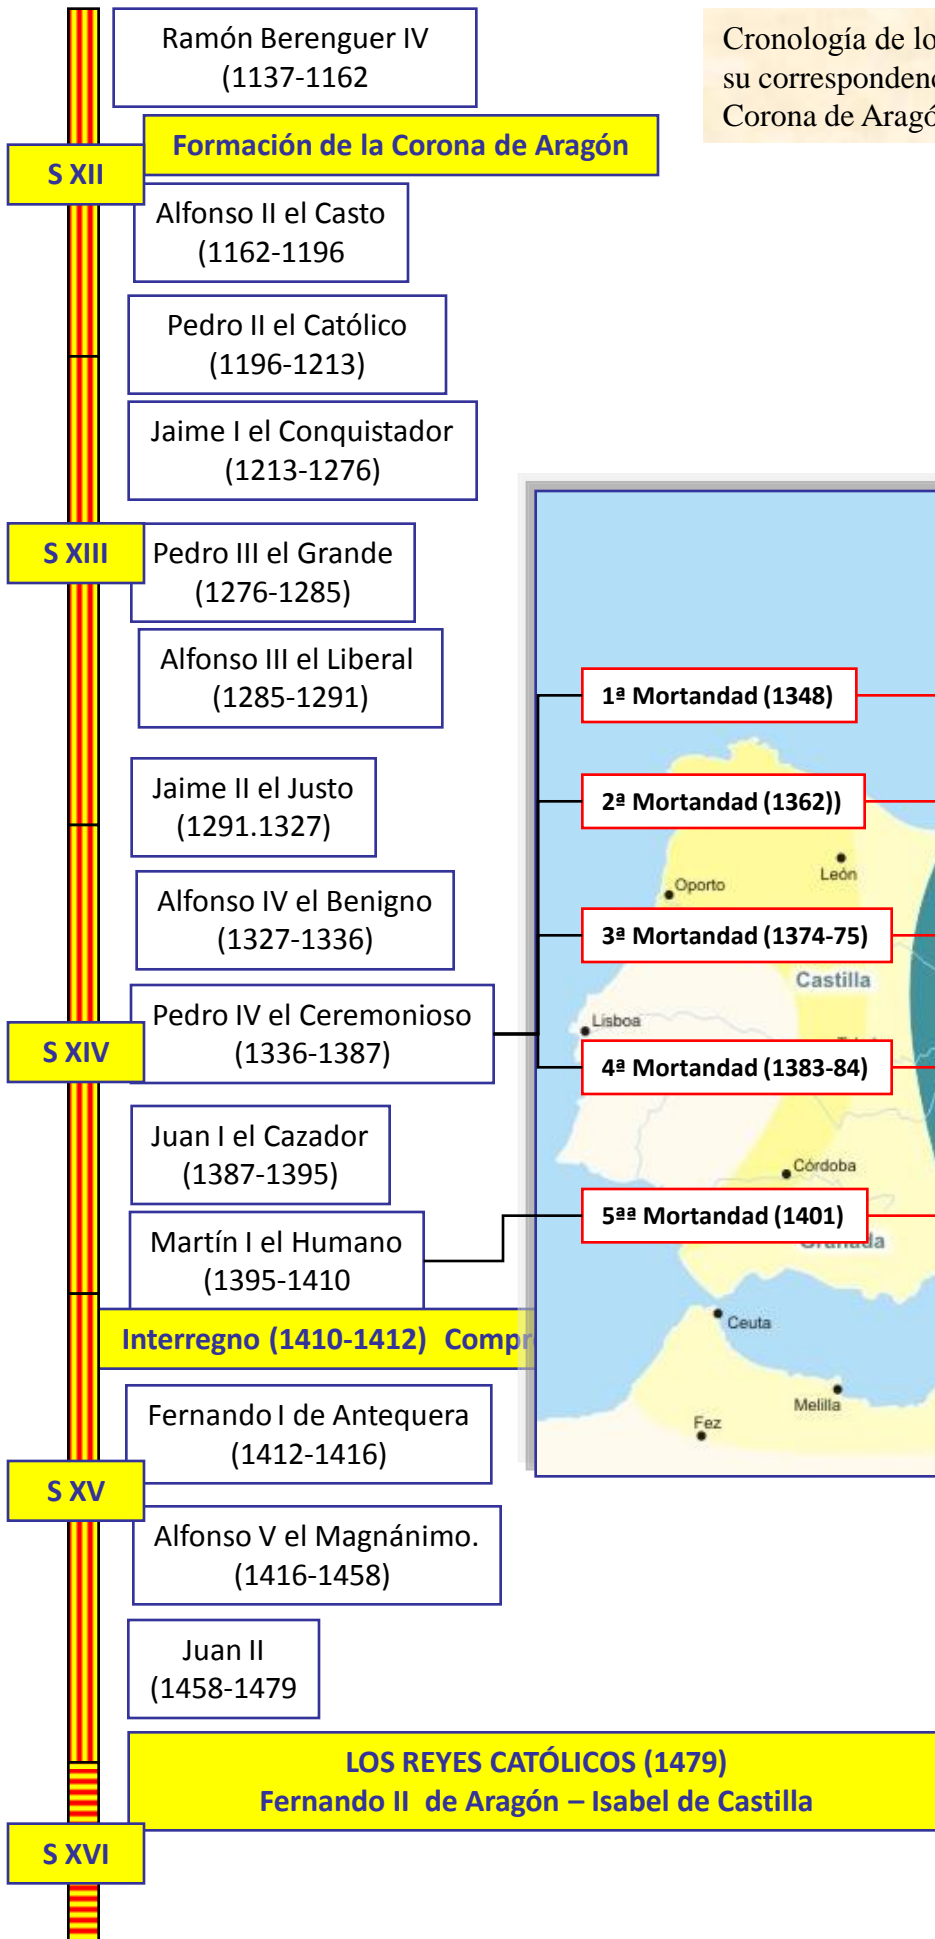 Ramón Berenguer IV
(1137-1162
Cronología de lo
su correspondenc
Corona de Aragó
Formación de la Corona de Aragón
S XII
Alfonso II el Casto
(1162-1196
Pedro II el Católico
(1196-1213)
Jaime I el Conquistador
(1213-1276)
S XIII
Pedro III el Grande
(1276-1285)
Alfonso III el Liberal
(1285-1291)
Jaime II el Justo
(1291.1327)
Alfonso IV el Benigno
(1327-1336)
S XIV
Pedro IV el Ceremonioso
(1336-1387)
Juan I el Cazador
(1387-1395)
Martín I el Humano
(1395-1410
Interregno (1410-1412) Compr
Fernando I de Antequera
(1412-1416)
S XV
Alfonso V el Magnánimo.
(1416-1458)
Juan II
(1458-1479
LOS REYES CATÓLICOS (1479)
Fernando II de Aragón – Isabel de Castilla
S XVI
1ª Mortandad (1348)
2ª Mortandad (1362))
León
Oporto
3ª Mortandad (1374-75)
Castilla
Lisboa
4ª Mortandad (1383-84)
Córdoba
5ªª Mortandad (1401)
Granada
Ceuta
Melilla
Fez